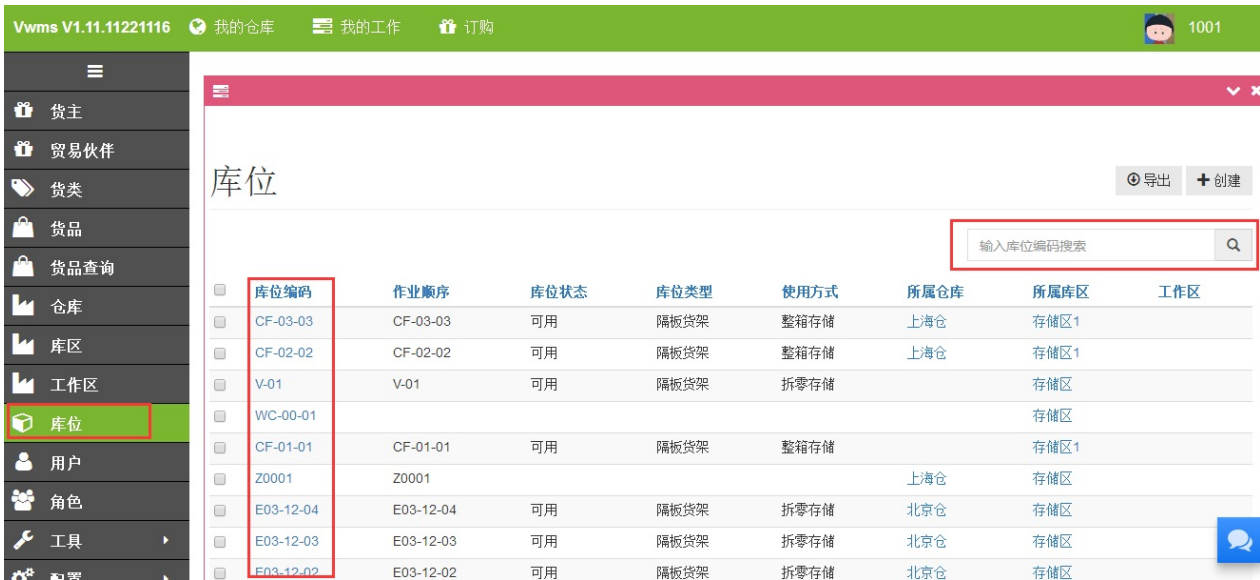 Vwms V1.11.11221116 我的仓库 我的工作 订购 1001
货主
贸易伙伴
货类
货品
货品查询
仓库
库区
工作区
库位
用户
角色
工具
配置
库位
导出 创建
输入库位编码搜索
库位编码 作业顺序 库位状态 库位类型 使用方式 所属仓库 所属库区 工作区
CF-03-03 CF-03-03 可用 隔板货架 整箱存储 上海仓 存储区1
CF-02-02 CF-02-02 可用 隔板货架 整箱存储 上海仓 存储区1
V-01 V-01 可用 隔板货架 拆零存储 存储区
WC-00-01 存储区
CF-01-01 CF-01-01 可用 隔板货架 整箱存储 存储区1
Z0001 Z0001 上海仓 存储区
E03-12-04 E03-12-04 可用 隔板货架 拆零存储 北京仓 存储区
E03-12-03 E03-12-03 可用 隔板货架 拆零存储 北京仓 存储区
E03-12-02 E03-12-02 可用 隔板货架 拆零存储 北京仓 存储区